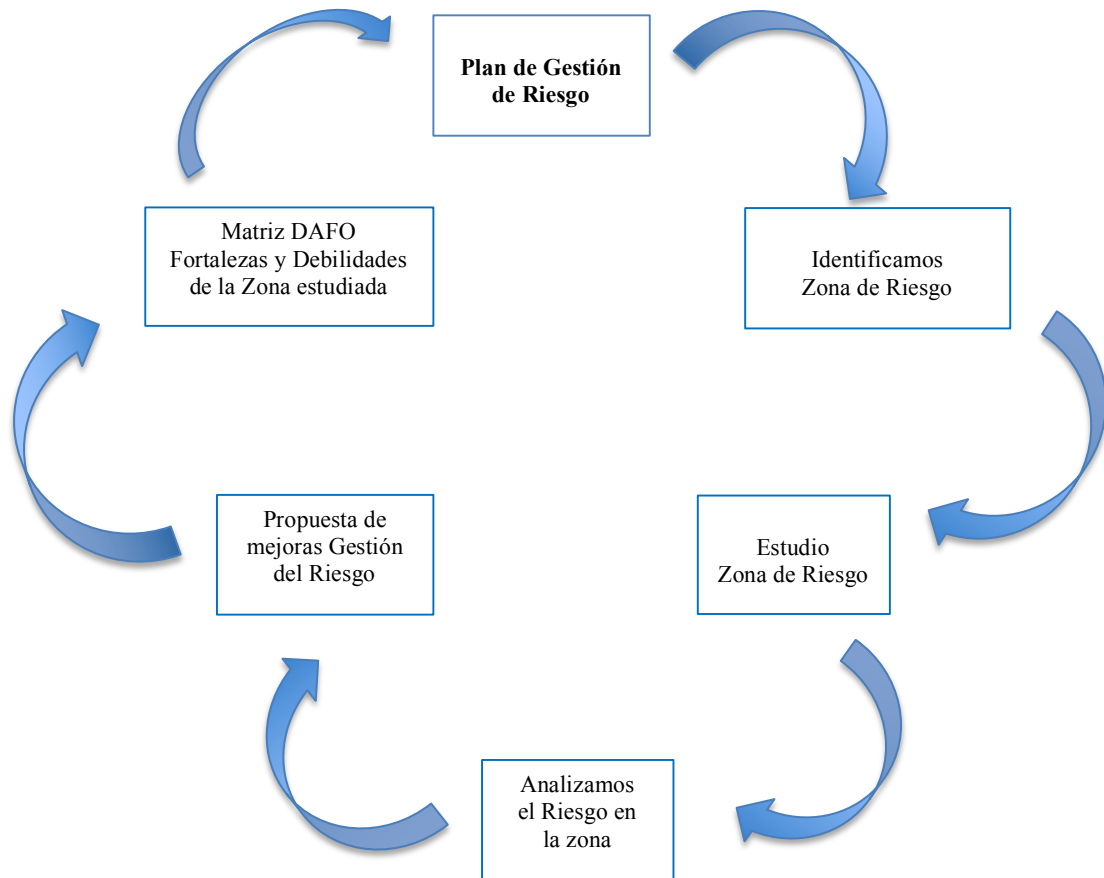 Plan de Gestión
de Riesgo
Identificamos
Zona de Riesgo
Estudio
Zona de Riesgo
Analizamos
el Riesgo en
la zona
Propuesta de
mejoras Gestión
del Riesgo
Matriz DAFO
Fortalezas y Debilidades
de la Zona estudiada